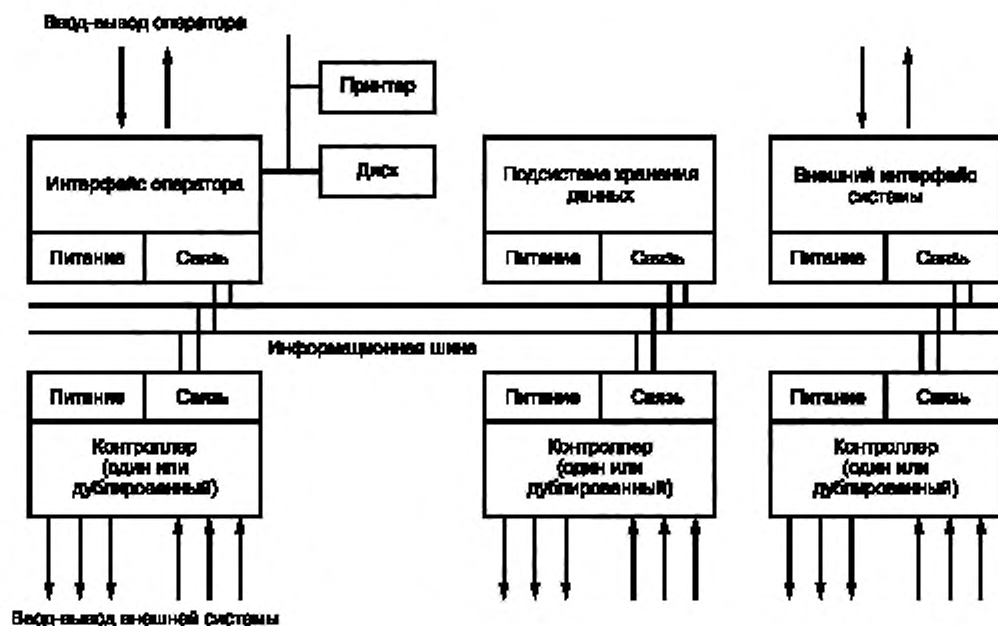 Ввод-вывод оператора
Принтер
Диск
Интерфейс оператора
Питание
Связь
Подсистема хранения
данных
Питание
Связь
Внешний интерфейс
системы
Питание
Связь
Информационная шина
Питание
Связь
Контроллер
(один или
дублированный)
Питание
Связь
Контроллер
(один или
дублированный)
Питание
Связь
Контроллер
(один или
дублированный)
Ввод-вывод внешней системы